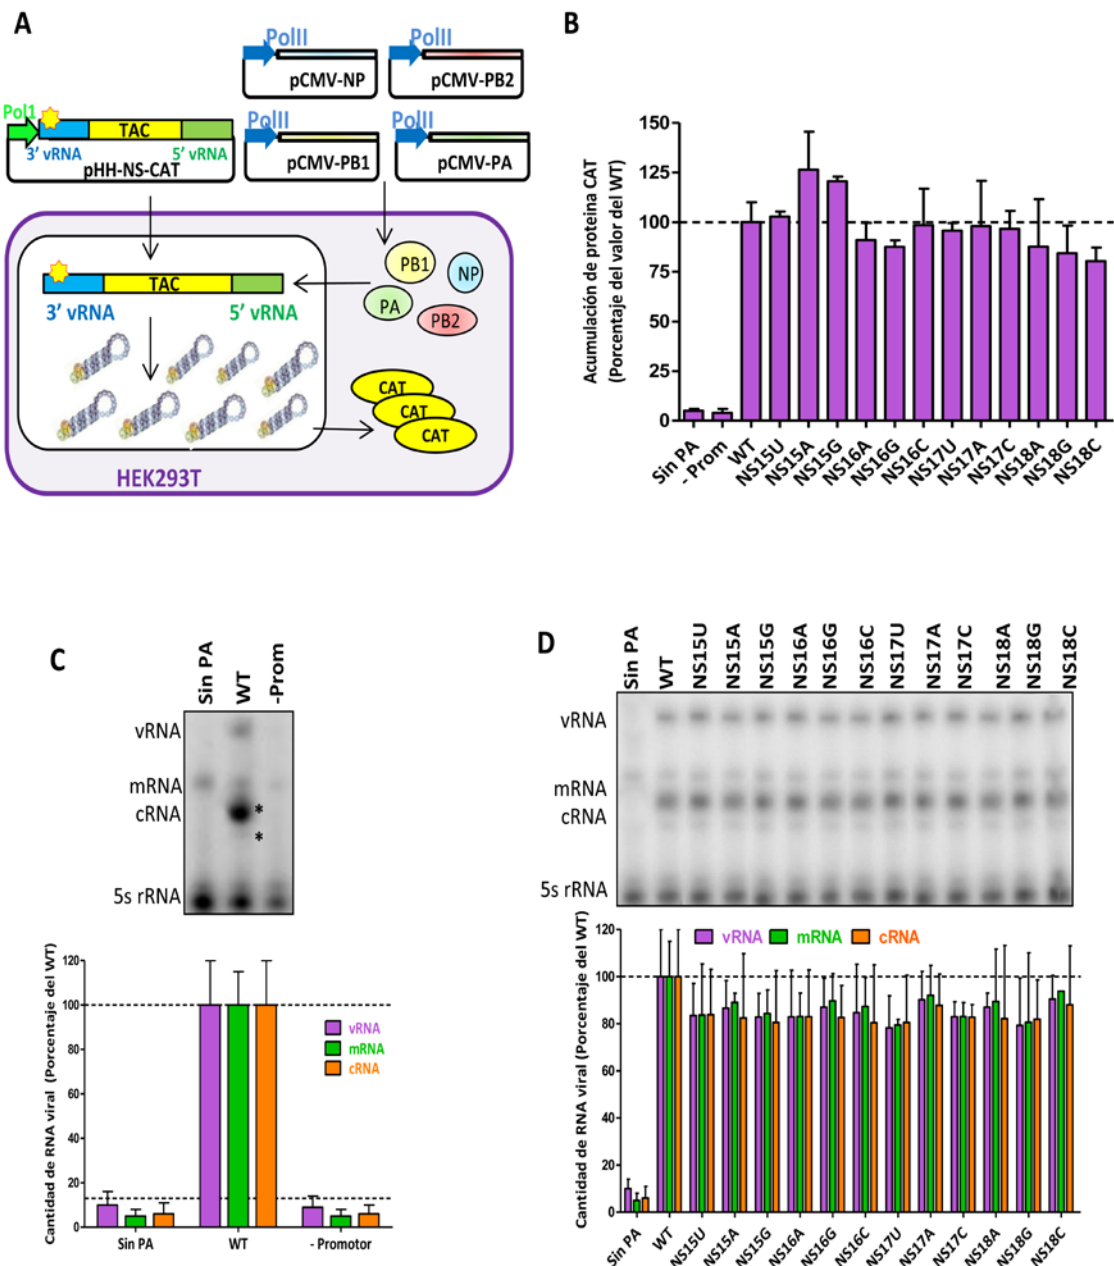 A
PolII
PolII
pCMV-NP
pCMV-PB2
Pol1
TAC
PolII
PolII
3’ vRNA
5’ vRNA
pHH-NS-CAT
pCMV-PB1
pCMV-PA
PB1
NP
TAC
PA
PB2
3’ vRNA
5’ vRNA
CAT
CAT
CAT
HEK293T
B
Acumulación de proteina CAT
(Porcentaje del valor del WT)
150
125
100
75
50
25
0
Sin PA
- Prom
WT
NS15U
NS15A
NS15G
NS16A
NS16G
NS16C
NS17U
NS17A
NS17C
NS18A
NS18G
NS18C
C
Sin PA
WT
-Prom
vRNA
mRNA
cRNA
*
*
5s rRNA
Cantidad de RNA viral (Porcentaje del WT)
120
100
80
60
40
20
0
vRNA
mRNA
cRNA
Sin PA
WT
- Promotor
D
Sin PA
WT
NS15U
NS15A
NS15G
NS16A
NS16G
NS16C
NS17U
NS17A
NS17C
NS18A
NS18G
NS18C
vRNA
mRNA
cRNA
5s rRNA
Cantidad de RNA viral (Porcentaje del WT)
120
100
80
60
40
20
0
vRNA
mRNA
cRNA
Sin PA
WT
NS15U
NS15A
NS15G
NS16A
NS16G
NS16C
NS17U
NS17A
NS17C
NS18A
NS18G
NS18C